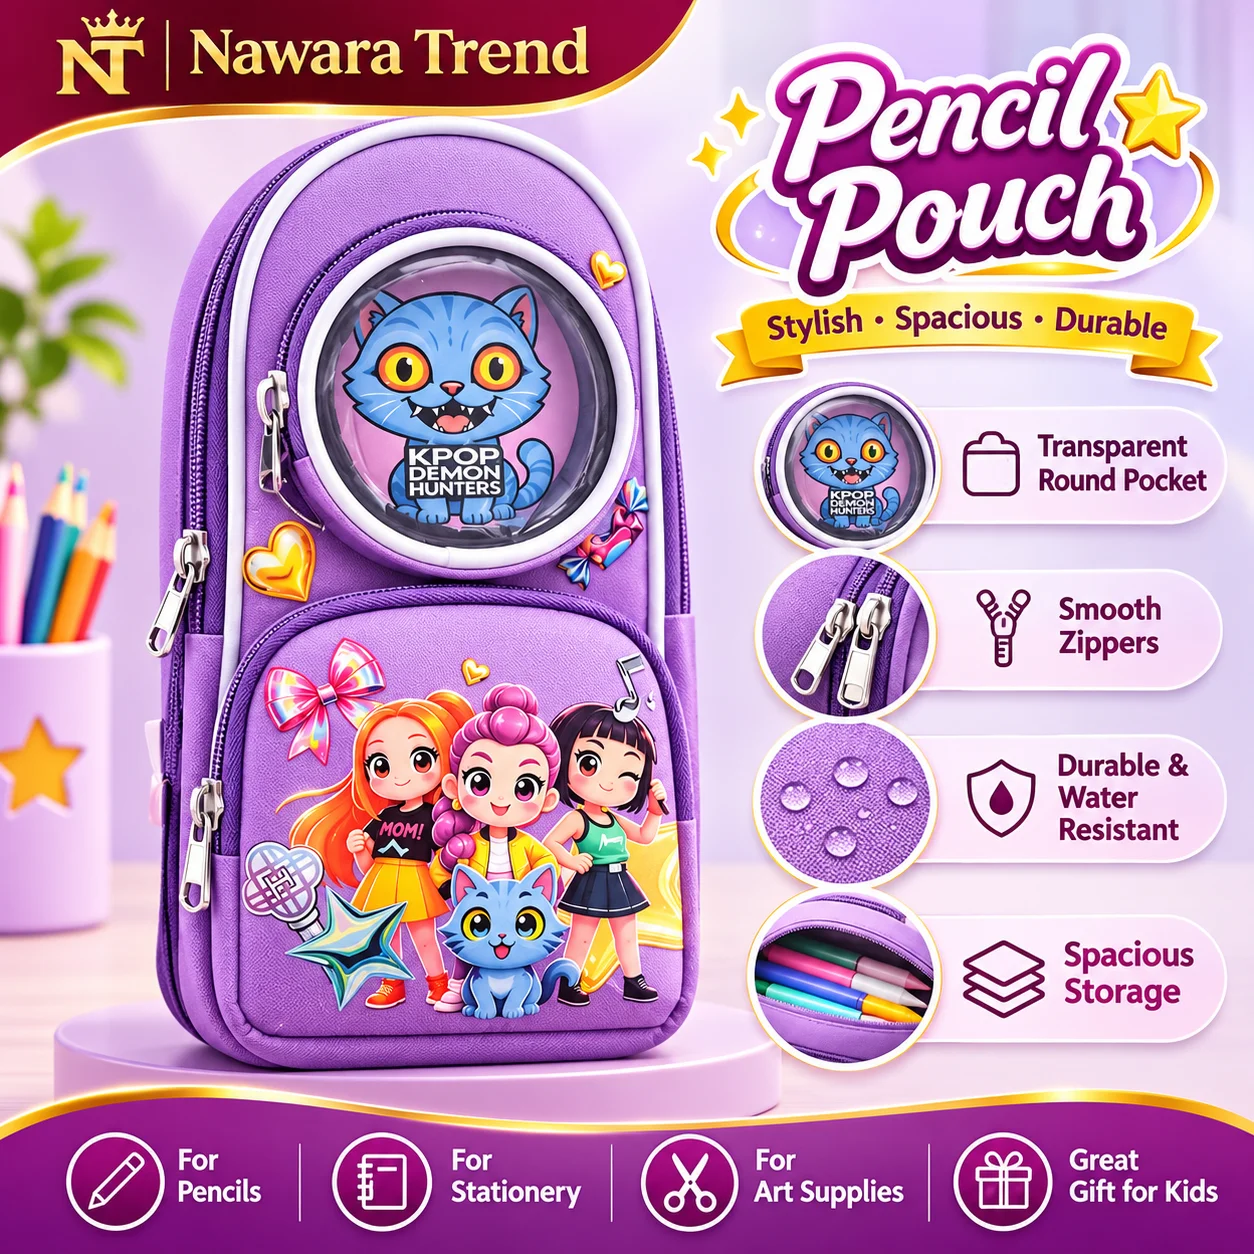 NT | Nawara Trend
Pencil
Pouch
Stylish • Spacious • Durable
KPOP
DEMON
HUNTERS
KPOP
DEMON
HUNTERS
Transparent
Round Pocket
Smooth
Zippers
MOM!
Durable &
Water
Resistant
Spacious
Storage
For
Pencils
For
Stationery
For
Art Supplies
Great
Gift for Kids